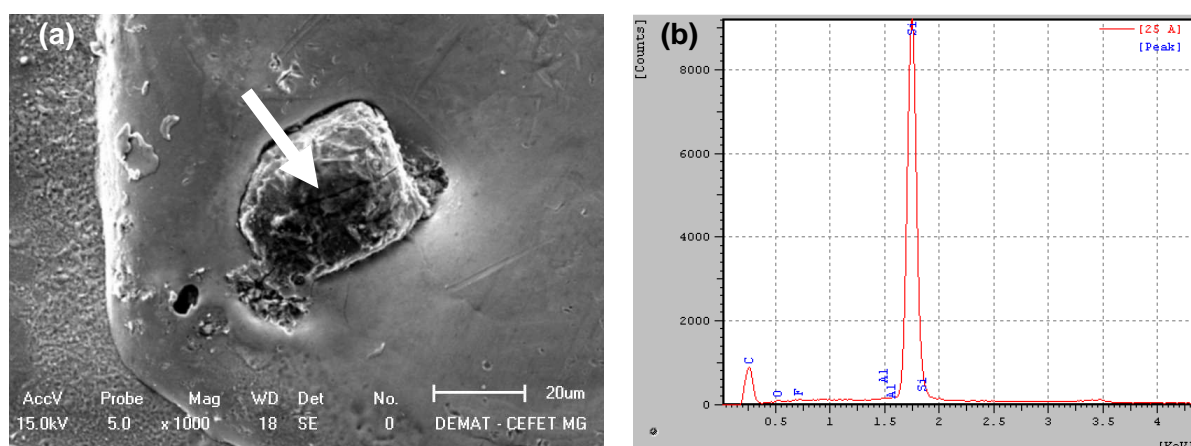 (a)
AccV Probe Mag WD Det No. 20um
15.0kV 5.0 x 1000 18 SE 0 DEMAT - CEFET MG
(b)
[Counts]
[25 A]
[Peak]
Si
8000
6000
4000
2000
0
C
O
F
Al
Al
Si
0.5 1 1.5 2 2.5 3 3.5 4